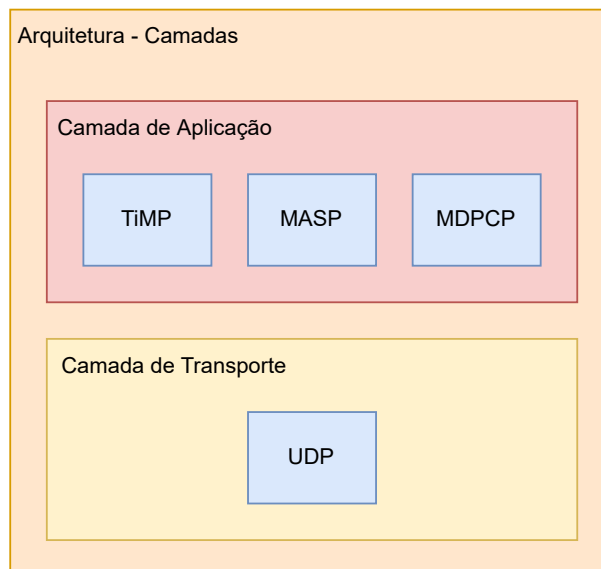 Arquitetura - Camadas
Camada de Aplicação
TiMP
MASP
MDPCP
Camada de Transporte
UDP